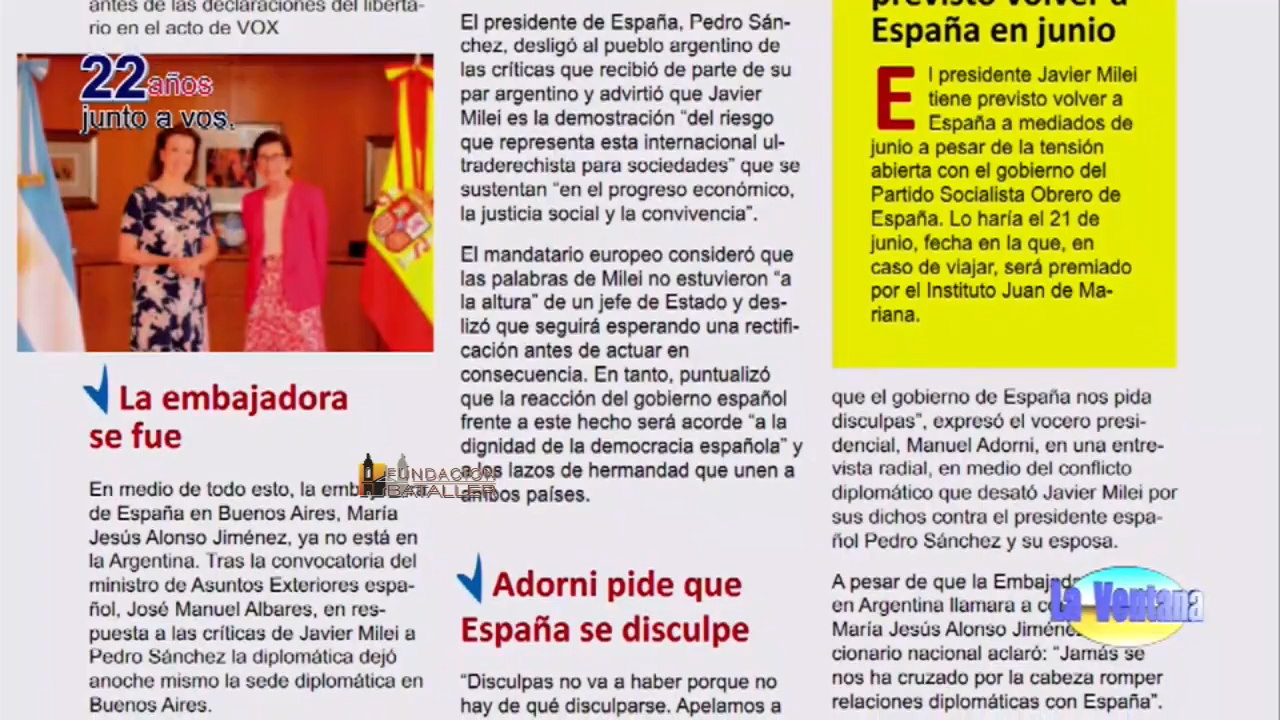 antes de las declaraciones del liberta-
rio en el acto de VOX
22 años
junto a vos.
La embajadora
se fue
En medio de todo esto, la
de España en Buenos Aires, María
Jesús Alonso Jiménez, ya no está en
la Argentina. Tras la convocatoria del
ministro de Asuntos Exteriores espa-
ñol, José Manuel Albares, en res-
puesta a las críticas de Javier Milei a
Pedro Sánchez la diplomática dejó
anoche mismo la sede diplomática en
Buenos Aires.
El presidente de España, Pedro Sán-
chez, desligó al pueblo argentino de
las críticas que recibió de parte de su
par argentino y advirtió que Javier
Milei es la demostración “del riesgo
que representa esta internacional ul-
traderechista para sociedades” que se
sustentan “en el progreso económico,
la justicia social y la convivencia”.
El mandatario europeo consideró que
las palabras de Milei no estuvieron “a
la altura” de un jefe de Estado y des-
lizó que seguirá esperando una rectifi-
cación antes de actuar en
consecuencia. En tanto, puntualizó
que la reacción del gobierno español
frente a este hecho será acorde “a la
dignidad de la democracia española” y
a los lazos de hermandad que unen a
ambos países.
FUNDACIÓN
BATALLER
Adorni pide que
España se disculpe
“Disculpas no va a haber porque no
hay de qué disculparse. Apelamos a
previsto volver a
España en junio
El presidente Javier Milei
tiene previsto volver a
España a mediados de
junio a pesar de la tensión
abierta con el gobierno del
Partido Socialista Obrero de
España. Lo haría el 21 de
junio, fecha en la que, en
caso de viajar, será premiado
por el Instituto Juan de Ma-
riana.
que el gobierno de España nos pida
disculpas”, expresó el vocero presi-
dencial, Manuel Adorni, en una entre-
vista radial, en medio del conflicto
diplomático que desató Javier Milei por
sus dichos contra el presidente espa-
ñol Pedro Sánchez y su esposa.
A pesar de que la
en Argentina llamara a
María Jesús Alonso
cionario nacional aclaró: “Jamás se
nos ha cruzado por la cabeza romper
relaciones diplomáticas con España”.
La Ventana